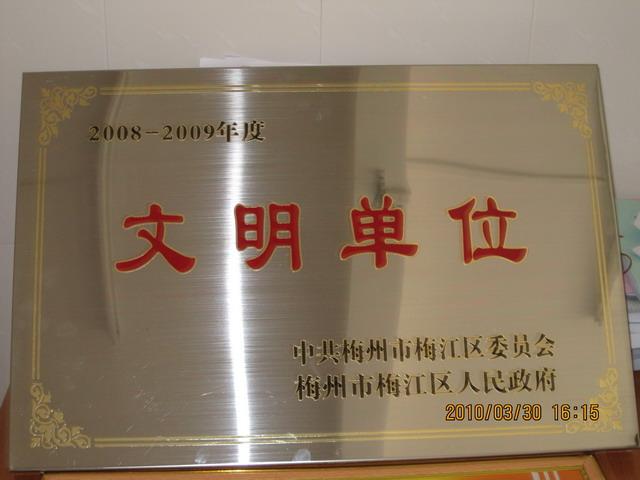 2008-2009年度
文明单位
中共梅州市梅江区委员会
梅州市梅江区人民政府
2010/03/30 16:15